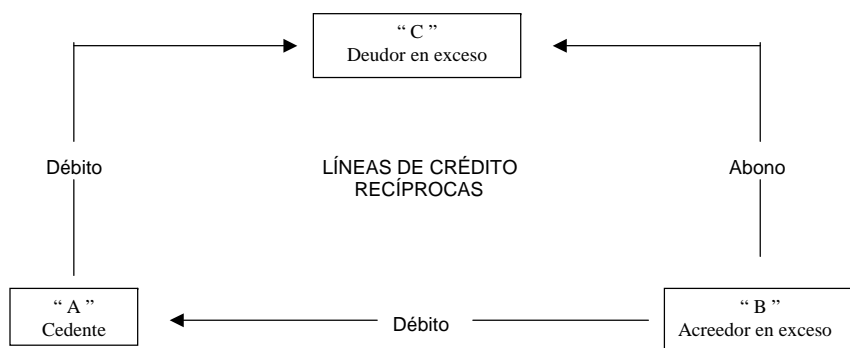 “ C ”
Deudor en exceso
Débito
LÍNEAS DE CRÉDITO
RECÍPROCAS
Abono
“ A ”
Cedente
Débito
“ B ”
Acreedor en exceso